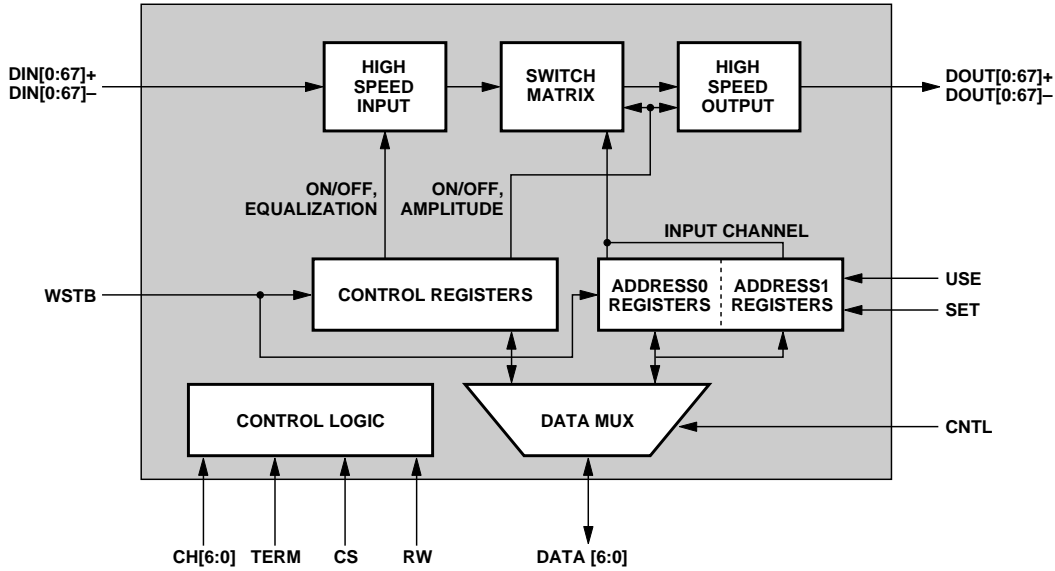 DIN[0:67]+
DIN[0:67]–
HIGH
SPEED
INPUT
SWITCH
MATRIX
HIGH
SPEED
OUTPUT
DOUT[0:67]+
DOUT[0:67]–
ON/OFF,
EQUALIZATION
ON/OFF,
AMPLITUDE
INPUT CHANNEL
WSTB
CONTROL REGISTERS
ADDRESS0
REGISTERS
ADDRESS1
REGISTERS
USE
SET
CONTROL LOGIC
DATA MUX
CNTL
CH[6:0]
TERM
CS
RW
DATA [6:0]